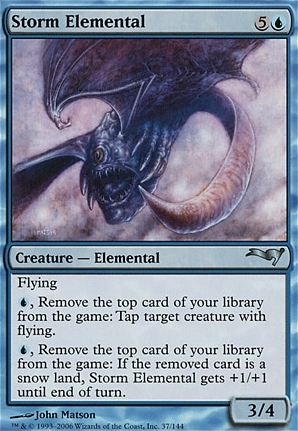 Storm Elemental 5
Creature — Elemental
Flying
, Remove the top card of your library
from the game: Tap target creature with
flying.
, Remove the top card of your library
from the game: If the removed card is a
snow land, Storm Elemental gets +1/+1
until end of turn.
John Matson
™ & © 1993–2006 Wizards of the Coast, Inc. 37/144
3/4